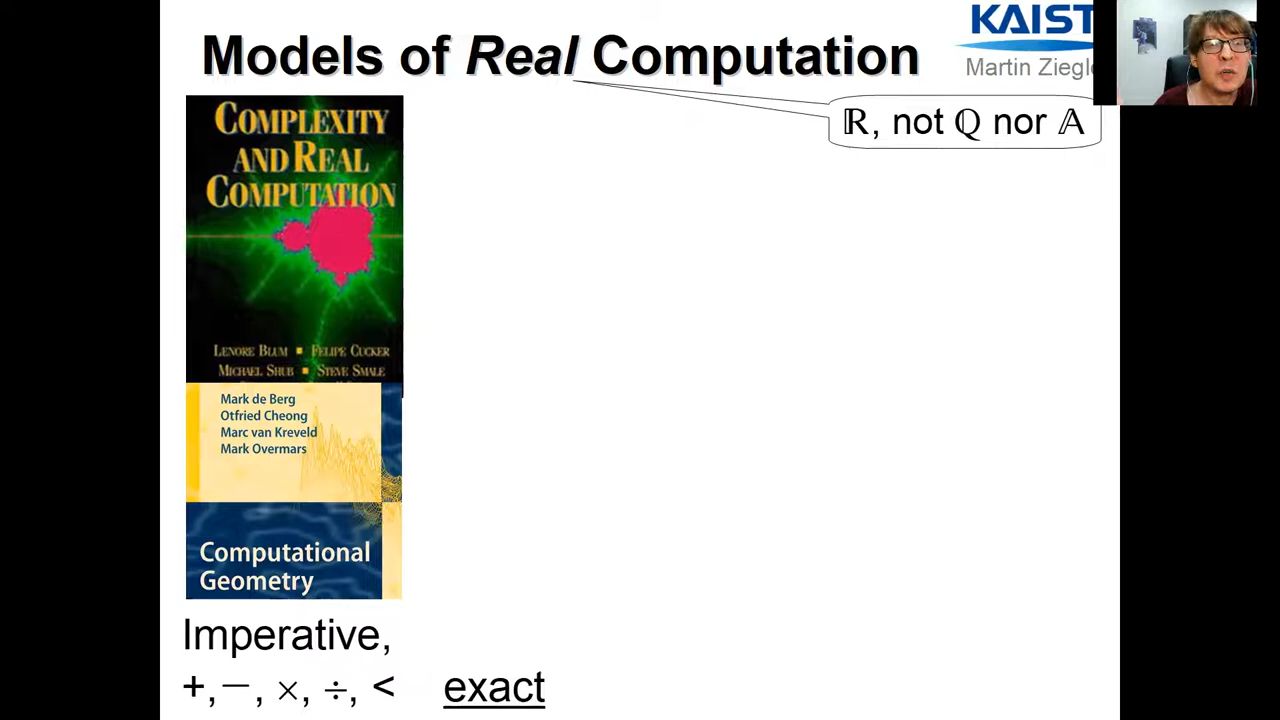 Models of Real Computation
KAIST
Martin Ziegl
ℝ, not ℚ nor 𝔸
COMPLEXITY
AND REAL
COMPUTATION
LENORE BLUM ▪ FELIPE CUCKER
MICHAEL SHUB ▪ STEVE SMALE
Mark de Berg
Otfried Cheong
Marc van Kreveld
Mark Overmars
Computational
Geometry
Imperative,
+,−, ×, ÷, < exact